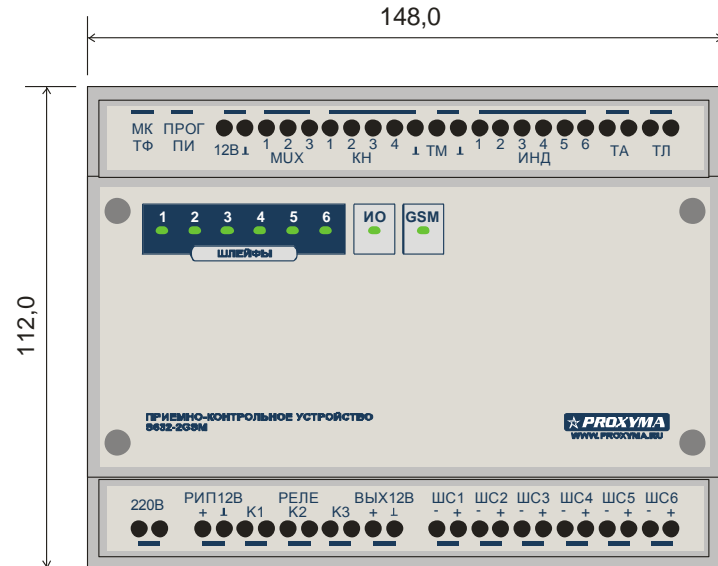 148,0
112,0
МК ПРОГ
ТФ ПИ 12В ⊥ 1 2 3 1 2 3 4 ⊥ ТМ ⊥ 1 2 3 4 5 6 ТА ТЛ
MUX КН ИНД
1 2 3 4 5 6 ИО GSM
ШЛЕЙФЫ
ПРИЕМНО-КОНТРОЛЬНОЕ УСТРОЙСТВО
S632-2GSM
PROXYMA
WWW.PROXYMA.RU
220В РИП12В РЕЛЕ ВЫХ12В ШС1 ШС2 ШС3 ШС4 ШС5 ШС6
+ ⊥ К1 К2 К3 + ⊥ - + - + - + - + - + - +